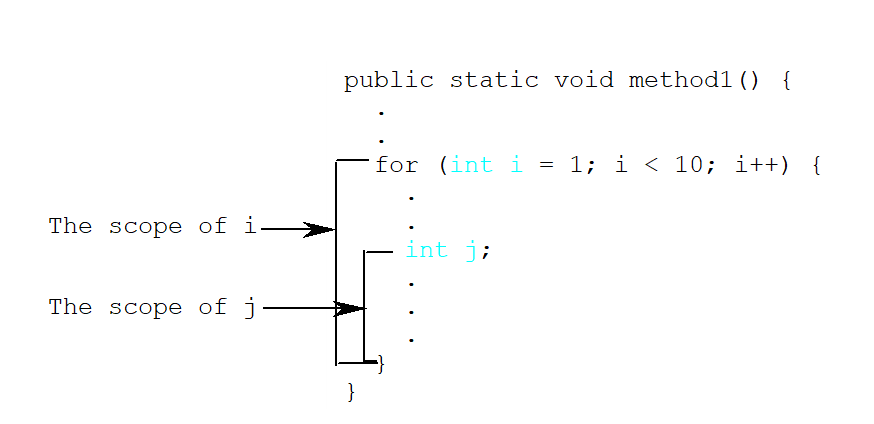 public static void method1() {
.
.
for (int i = 1; i < 10; i++) {
.
The scope of i
.
int j;
.
The scope of j
.
.
}
}